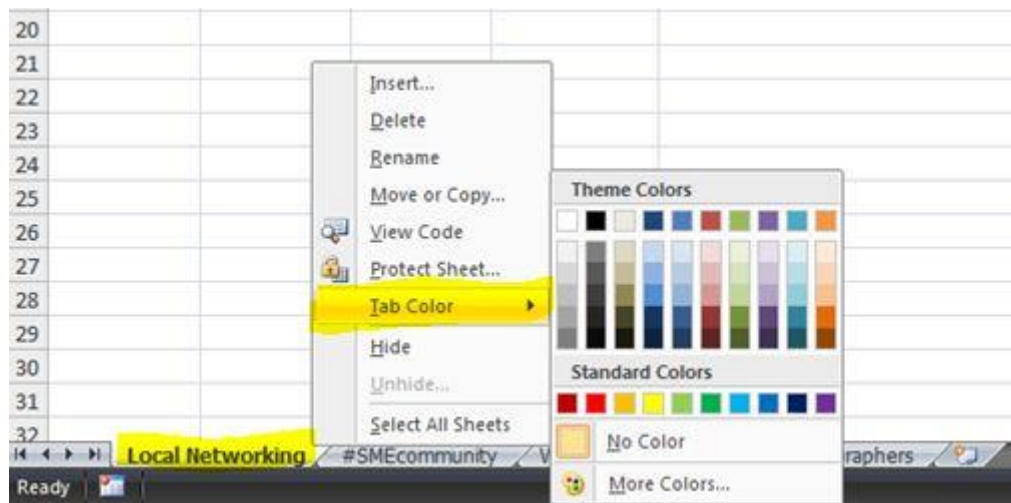 20
21
22
23
24
25
26
27
28
29
30
31
32
Insert...
Delete
Rename
Move or Copy...
View Code
Protect Sheet...
Tab Color
Hide
Unhide...
Select All Sheets
Theme Colors
Standard Colors
No Color
More Colors...
Local Networking #SMEcommunity V raphers
Ready